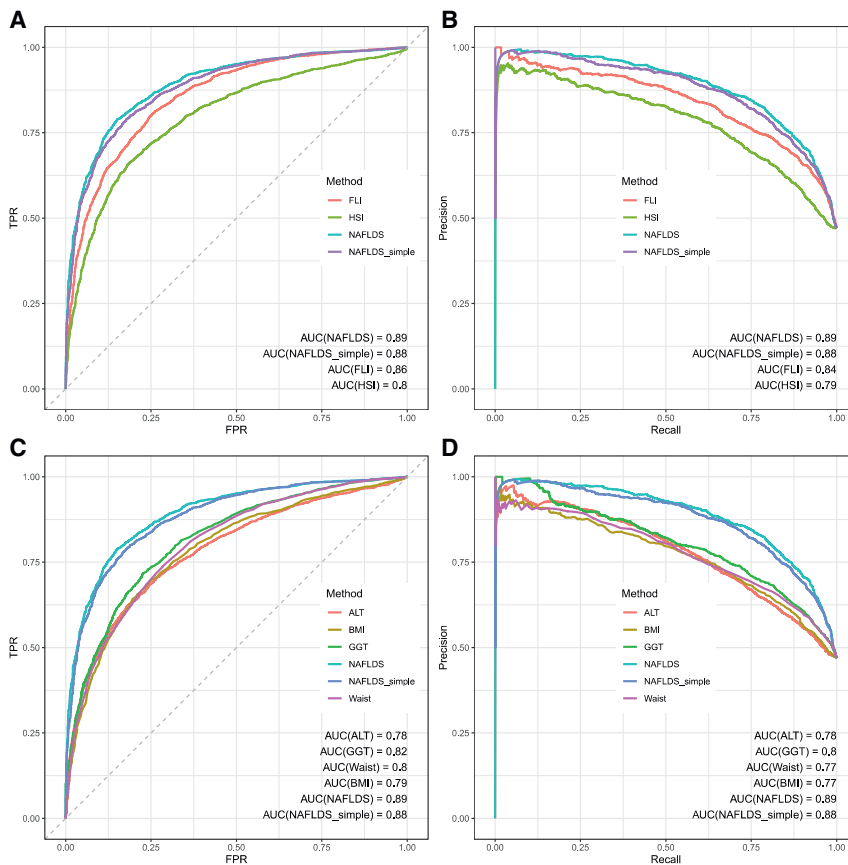 A
1.00
0.75
0.50
0.25
0.00
TPR
0.00
0.25
0.50
0.75
1.00
FPR
Method
FLI
HSI
NAFLDS
NAFLDS_simple
AUC(NAFLDS) = 0.89
AUC(NAFLDS_simple) = 0.88
AUC(FLI) = 0.86
AUC(HSI) = 0.8
B
1.00
0.75
0.50
0.25
0.00
Precision
0.00
0.25
0.50
0.75
1.00
Recall
Method
FLI
HSI
NAFLDS
NAFLDS_simple
AUC(NAFLDS) = 0.89
AUC(NAFLDS_simple) = 0.88
AUC(FLI) = 0.84
AUC(HSI) = 0.79
C
1.00
0.75
0.50
0.25
0.00
TPR
0.00
0.25
0.50
0.75
1.00
FPR
Method
ALT
BMI
GGT
NAFLDS
NAFLDS_simple
Waist
AUC(ALT) = 0.78
AUC(GGT) = 0.82
AUC(Waist) = 0.8
AUC(BMI) = 0.79
AUC(NAFLDS) = 0.89
AUC(NAFLDS_simple) = 0.88
D
1.00
0.75
0.50
0.25
0.00
Precision
0.00
0.25
0.50
0.75
1.00
Recall
Method
ALT
BMI
GGT
NAFLDS
NAFLDS_simple
Waist
AUC(ALT) = 0.78
AUC(GGT) = 0.8
AUC(Waist) = 0.77
AUC(BMI) = 0.77
AUC(NAFLDS) = 0.89
AUC(NAFLDS_simple) = 0.88